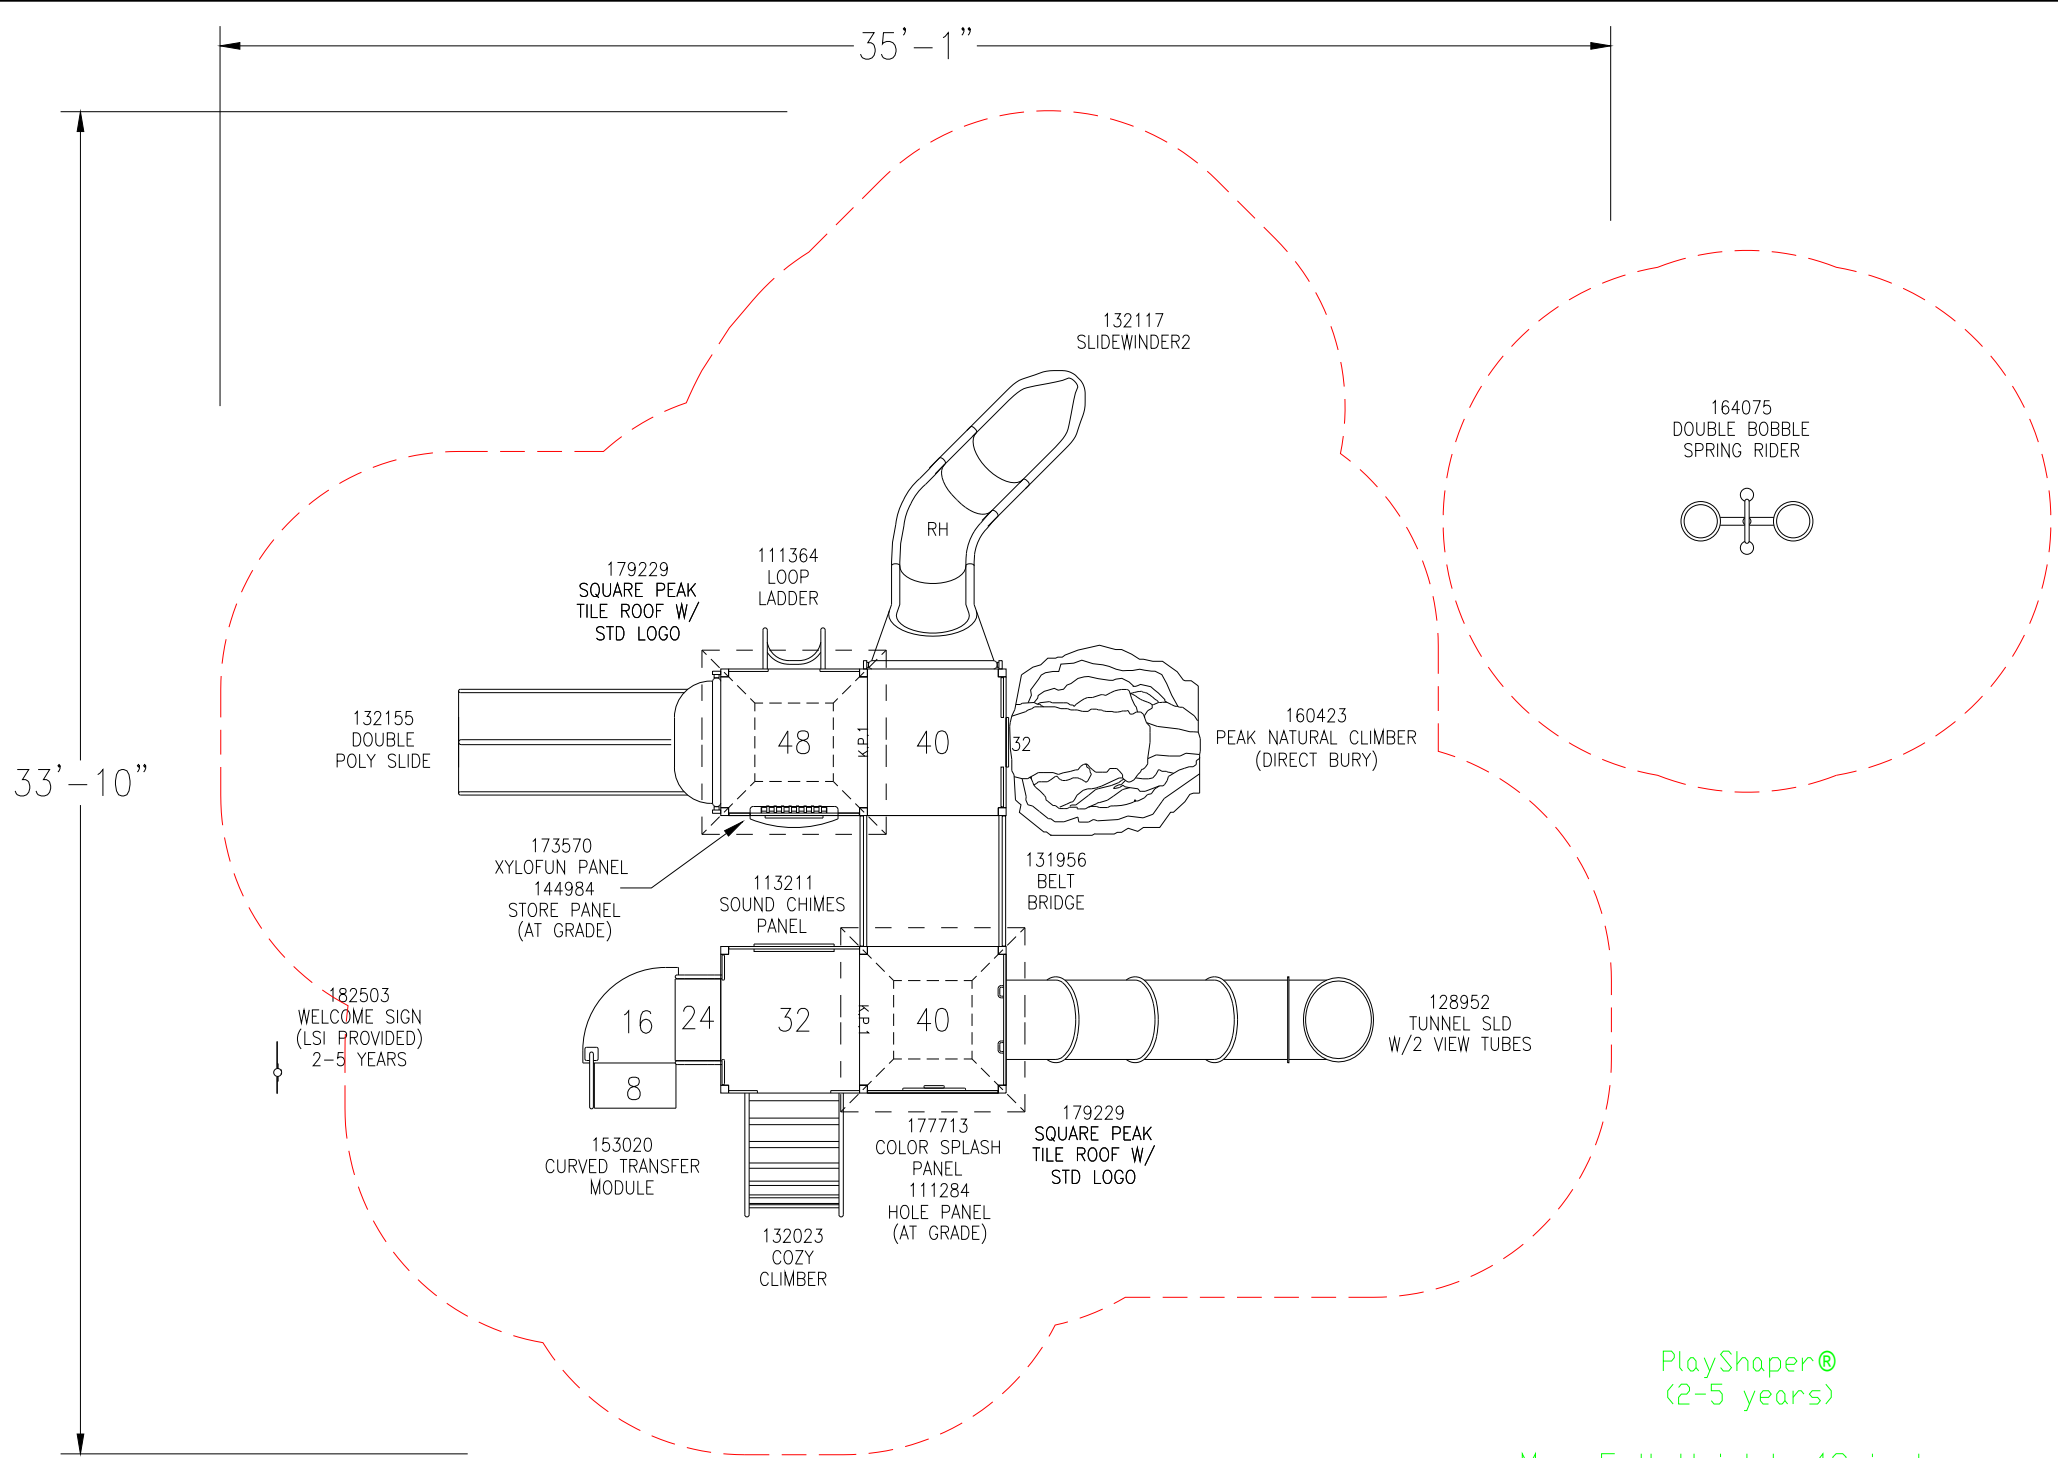 35'-1"
132117
SLIDEWINDER2
164075
DOUBLE BOBBLE
SPRING RIDER
RH
179229
SQUARE PEAK
TILE ROOF W/
STD LOGO
111364
LOOP
LADDER
132155
DOUBLE
POLY SLIDE
48
K.P.1
40
32
160423
PEAK NATURAL CLIMBER
(DIRECT BURY)
33'-10"
173570
XYLOFUN PANEL
144984
STORE PANEL
(AT GRADE)
113211
SOUND CHIMES
PANEL
131956
BELT
BRIDGE
182503
WELCOME SIGN
(LSI PROVIDED)
2-5 YEARS
16
24
32
K.P.1
40
8
128952
TUNNEL SLD
W/2 VIEW TUBES
153020
CURVED TRANSFER
MODULE
177713
COLOR SPLASH
PANEL
111284
HOLE PANEL
(AT GRADE)
179229
SQUARE PEAK
TILE ROOF W/
STD LOGO
132023
COZY
CLIMBER
PlayShaper®
(2-5 years)